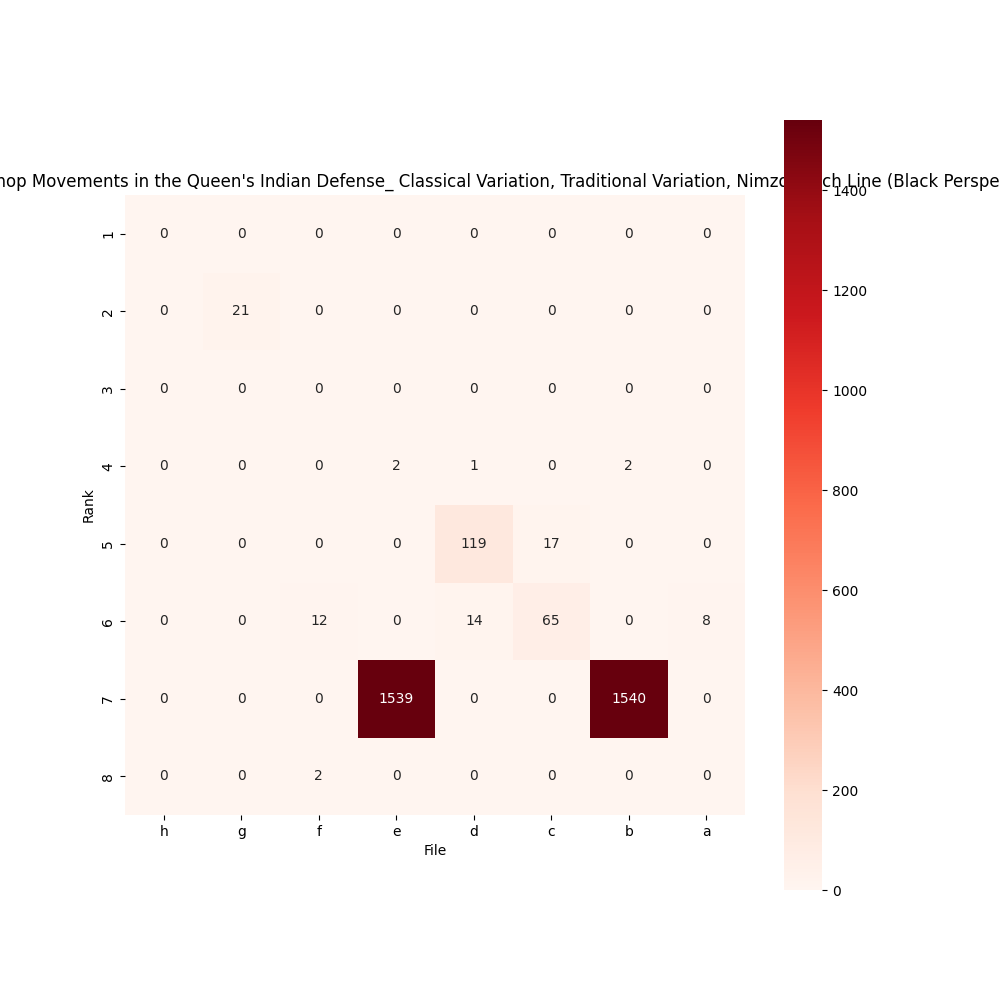 hop Movements in the Queen's Indian Defense_ Classical Variation, Traditional Variation, Line (Black Perspe
1400
1 0 0 0 0 0 0 0 0
1200
2 0 21 0 0 0 0 0 0
3 0 0 0 0 0 0 0 0
1000
4 0 0 0 2 1 0 2 0
800
Rank
5 0 0 0 0 119 17 0 0
600
6 0 0 12 0 14 65 0 8
400
7 0 0 0 1539 0 0 1540 0
8 0 0 2 0 0 0 0 0
200
h g f e d c b a
File
0